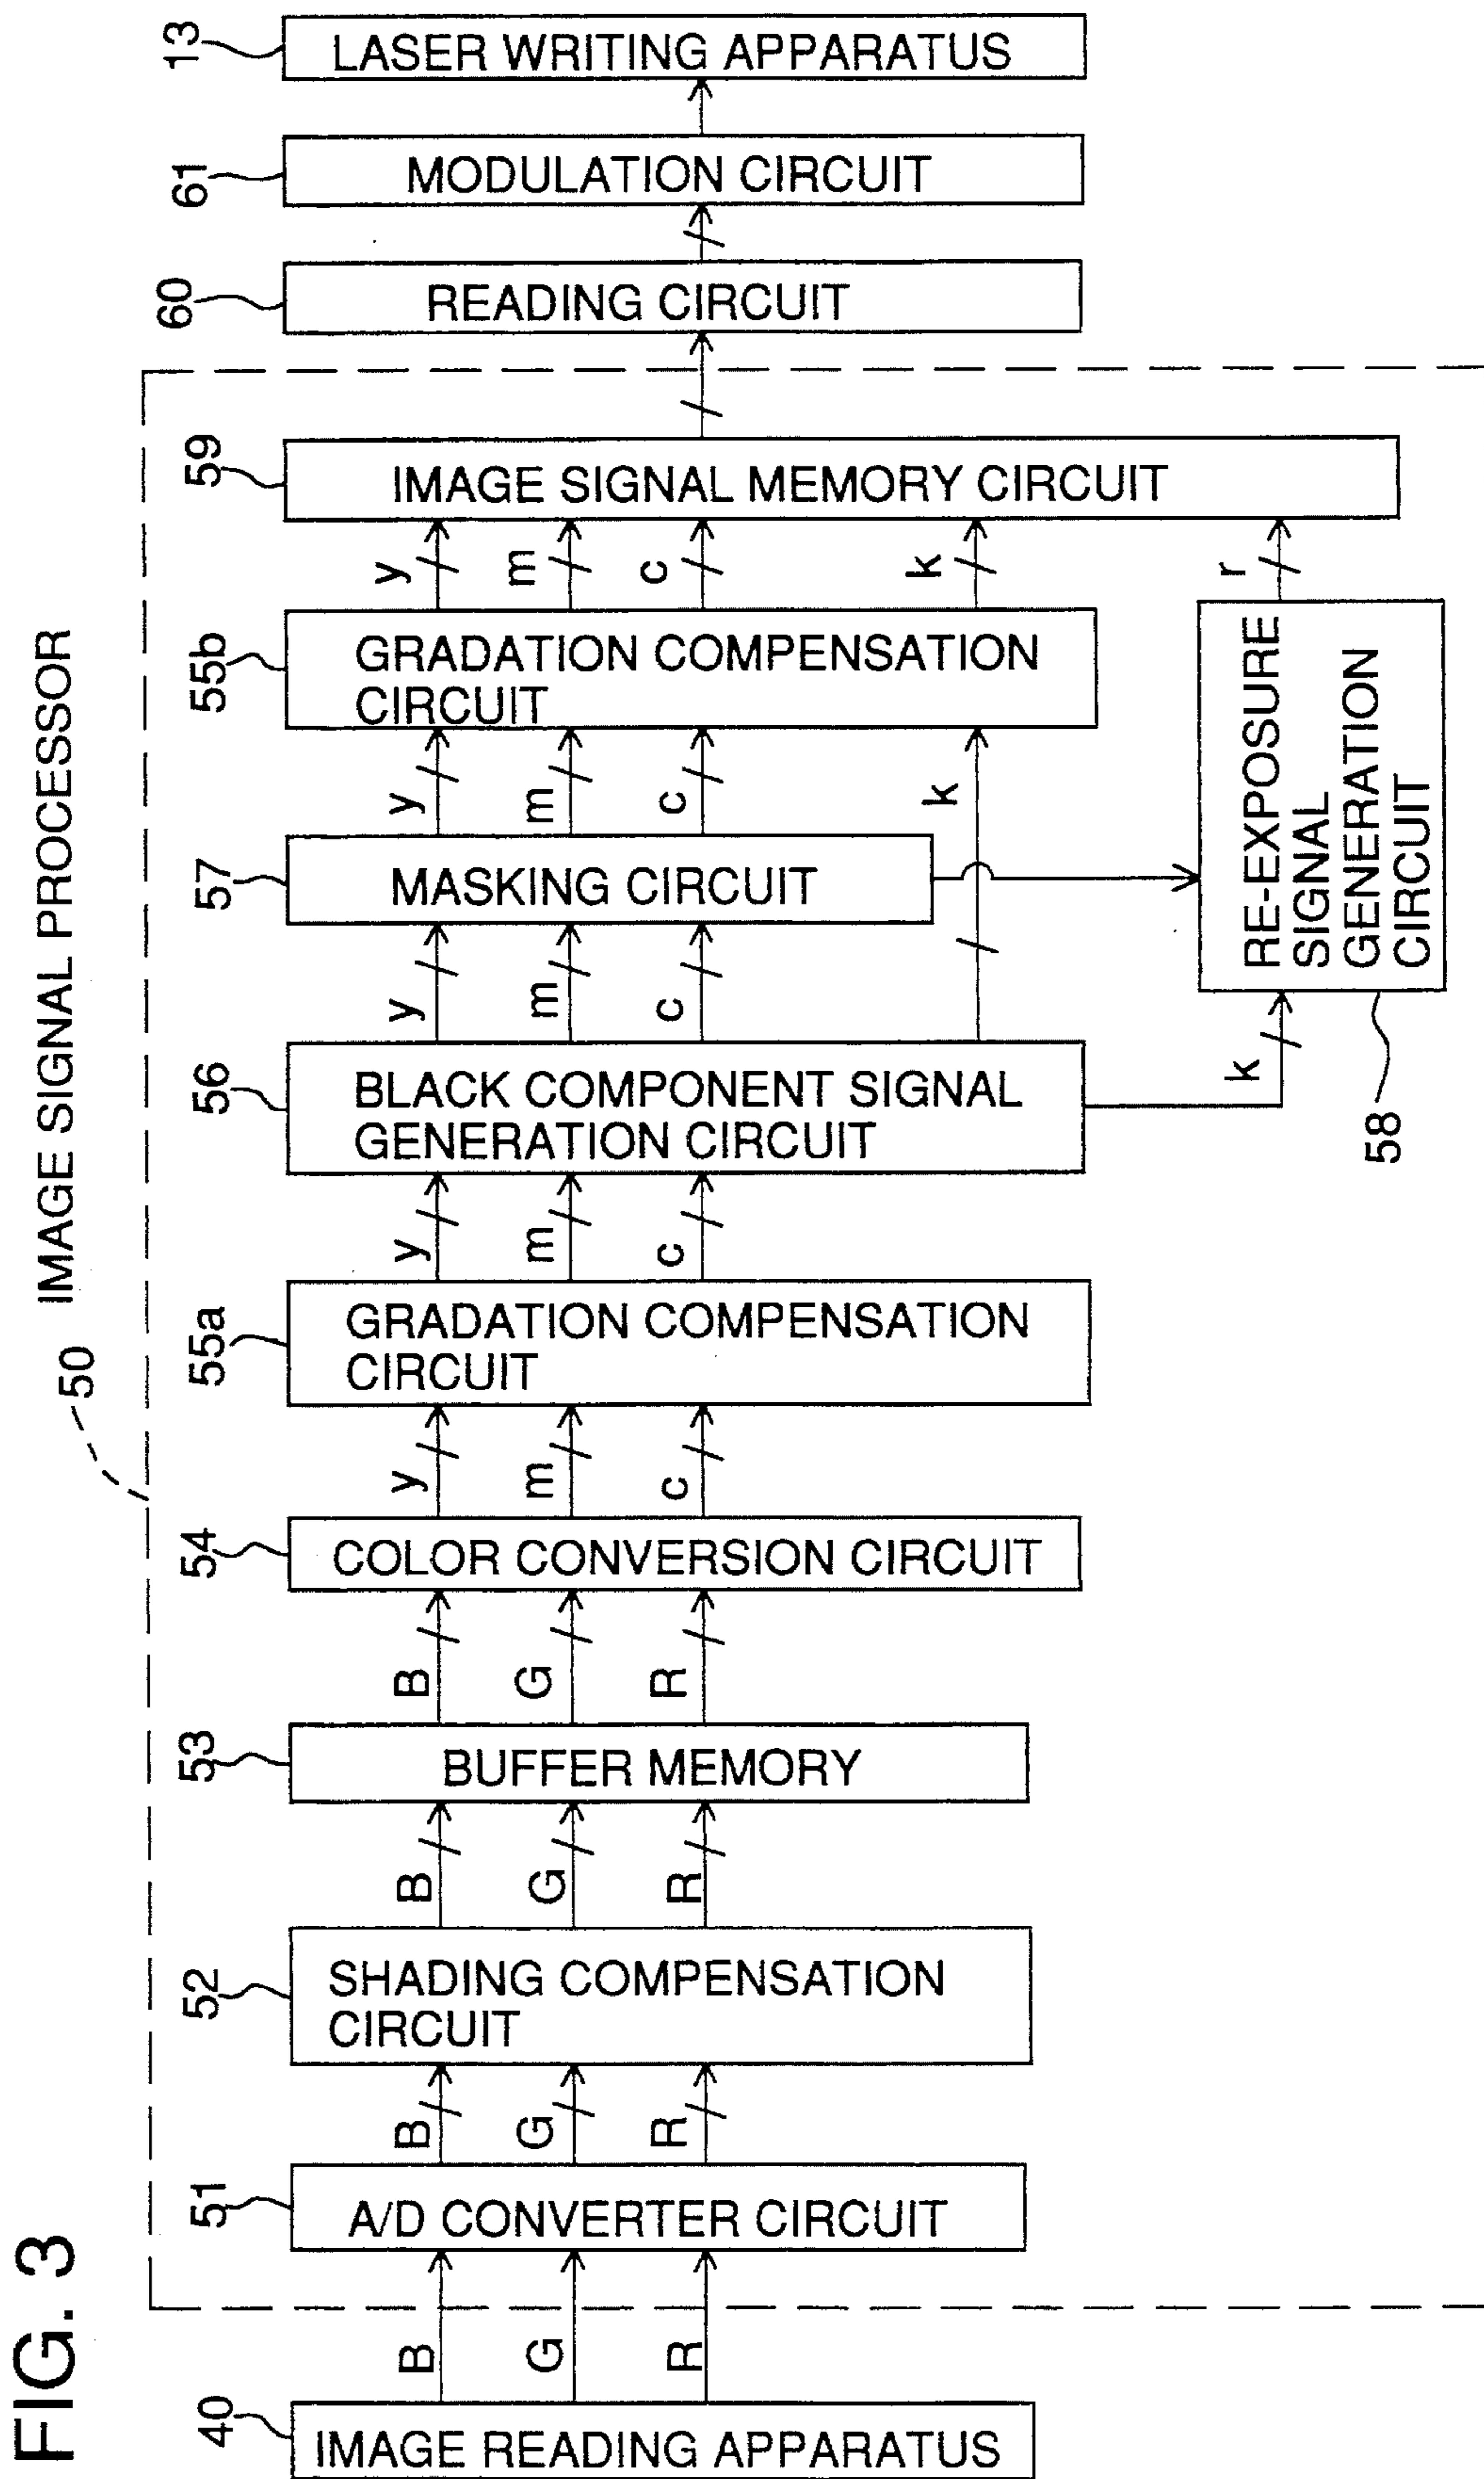 FIG. 3
IMAGE SIGNAL PROCESSOR
50
40
IMAGE READING APPARATUS
B
G
R
51
A/D CONVERTER CIRCUIT
B
G
R
52
SHADING COMPENSATION
CIRCUIT
B
G
R
53
BUFFER MEMORY
B
G
R
54
COLOR CONVERSION CIRCUIT
y
m
c
55a
GRADATION COMPENSATION
CIRCUIT
y
m
c
56
BLACK COMPONENT SIGNAL
GENERATION CIRCUIT
y
m
c
k
k
57
MASKING CIRCUIT
y
m
c
58
RE-EXPOSURE
SIGNAL
GENERATION
CIRCUIT
55b
GRADATION COMPENSATION
CIRCUIT
y
m
c
k
r
59
IMAGE SIGNAL MEMORY CIRCUIT
60
READING CIRCUIT
61
MODULATION CIRCUIT
13
LASER WRITING APPARATUS